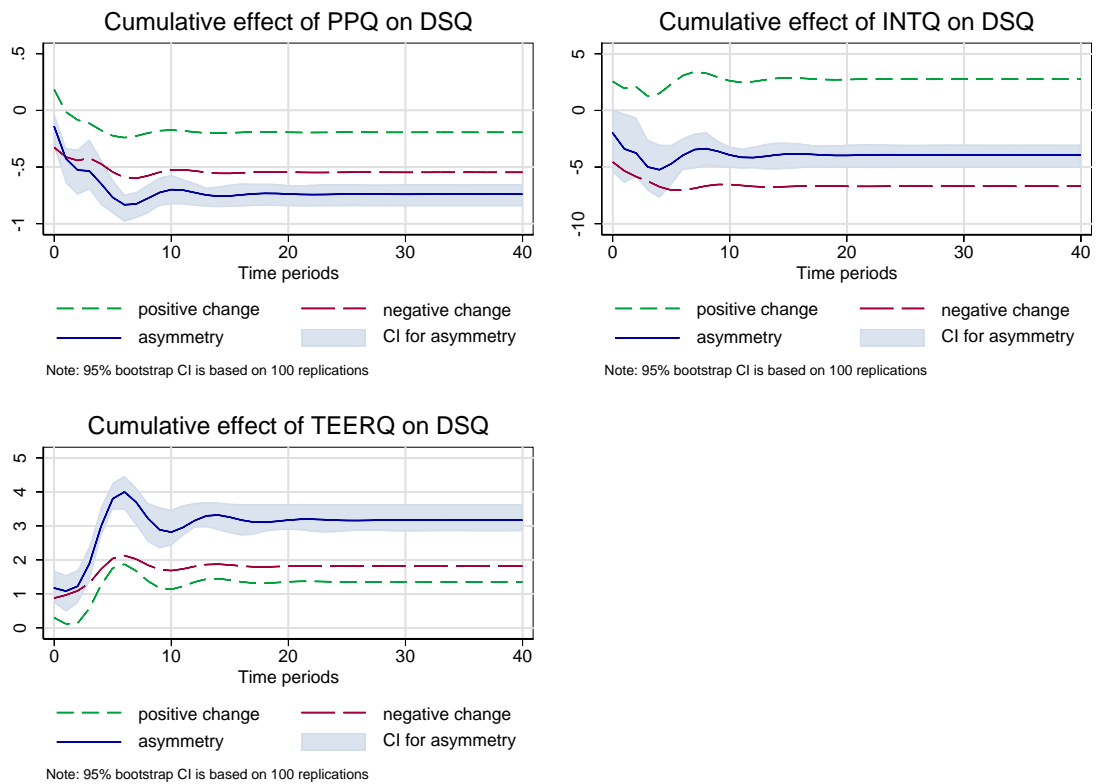 Cumulative effect of PPQ on DSQ
.5
0
-.5
-1
0 10 20 30 40
Time periods
positive change negative change
asymmetry CI for asymmetry
Note: 95% bootstrap CI is based on 100 replications
Cumulative effect of INTQ on DSQ
5
0
-5
-10
0 10 20 30 40
Time periods
positive change negative change
asymmetry CI for asymmetry
Note: 95% bootstrap CI is based on 100 replications
Cumulative effect of TEERQ on DSQ
5
4
3
2
1
0
0 10 20 30 40
Time periods
positive change negative change
asymmetry CI for asymmetry
Note: 95% bootstrap CI is based on 100 replications